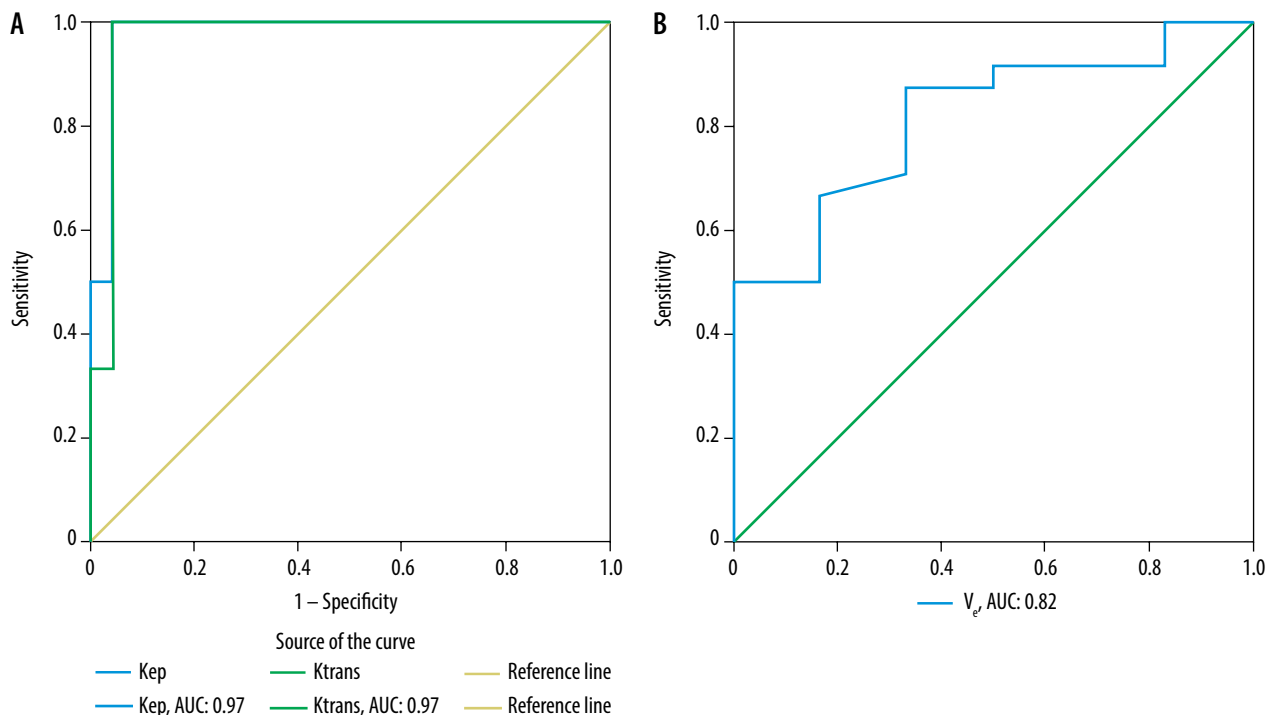 A
1.0
0.8
0.6
0.4
0.2
0
Sensitivity
0 0.2 0.4 0.6 0.8 1.0
1 – Specificity
Source of the curve
Kep Ktrans Reference line
Kep, AUC: 0.97 Ktrans, AUC: 0.97 Reference line
B
1.0
0.8
0.6
0.4
0.2
0
Sensitivity
0 0.2 0.4 0.6 0.8 1.0
Ve, AUC: 0.82